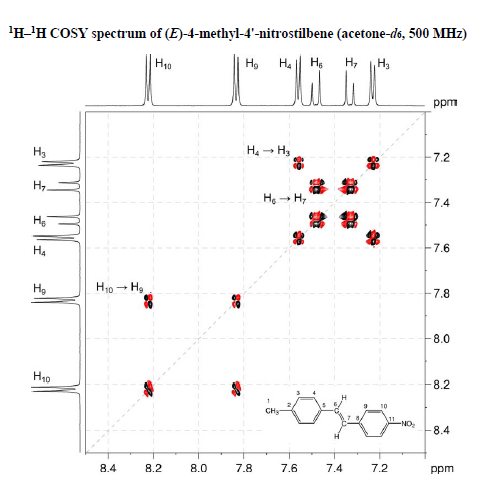 ¹H–¹H COSY spectrum of (E)-4-methyl-4'-nitrostilbene (acetone-d₆, 500 MHz)
H₁₀ H₉ H₄ H₆ H₇ H₃
ppm
H₃
H₇
H₆
H₄
H₉
H₁₀
H₄ → H₃
H₆ → H₇
H₁₀ → H₉
7.2
7.4
7.6
7.8
8.0
8.2
8.4
1 2 3 4 5 6 7 8 9 10 11
CH₃ H H NO₂
8.4 8.2 8.0 7.8 7.6 7.4 7.2 ppm